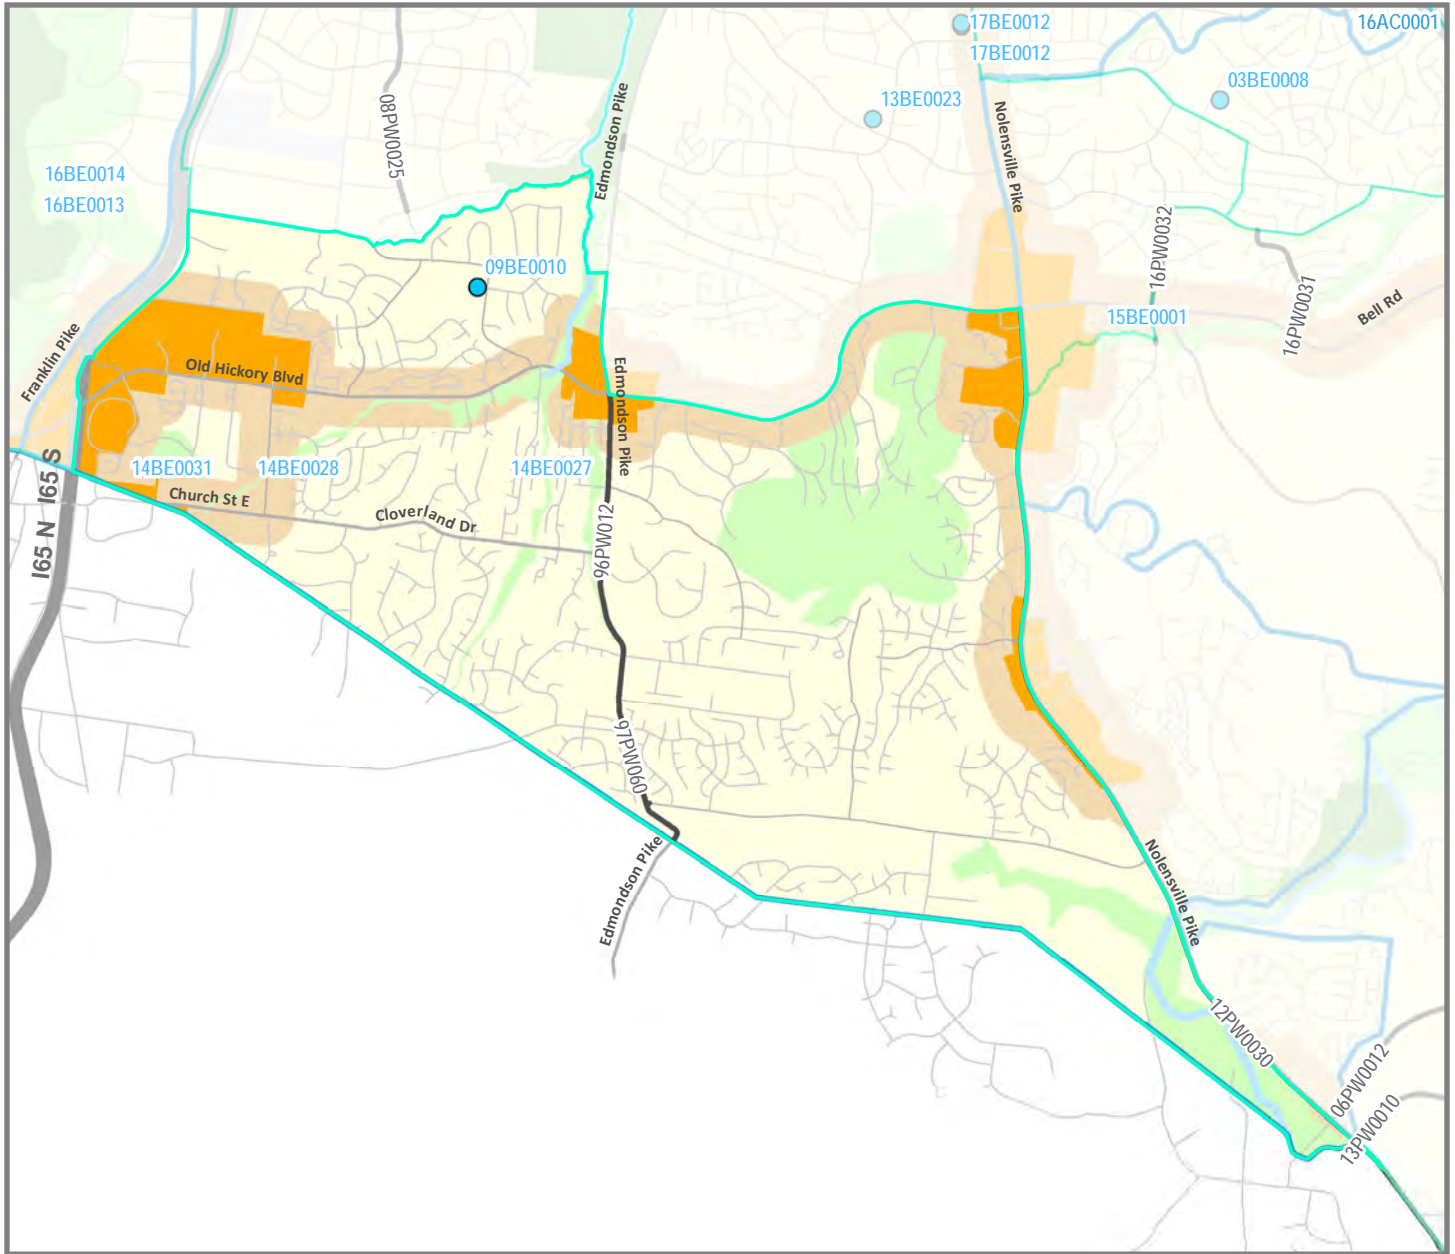 17BE0012
16AC0001
17BE0012
03BE0008
13BE0023
08PW0025
Edmondson Pike
Nolensville Pike
16BE0014
16BE0013
16PW0032
09BE0010
16PW0031
15BE0001
Bell Rd
Franklin Pike
Old Hickory Blvd
Edmondson Pike
14BE0031
14BE0028
14BE0027
I65 N I65 S
Church St E
Cloverland Dr
96PW012
97PW060
Edmondson Pike
Nolensville Pike
12PW0030
06PW0012
13PW0010